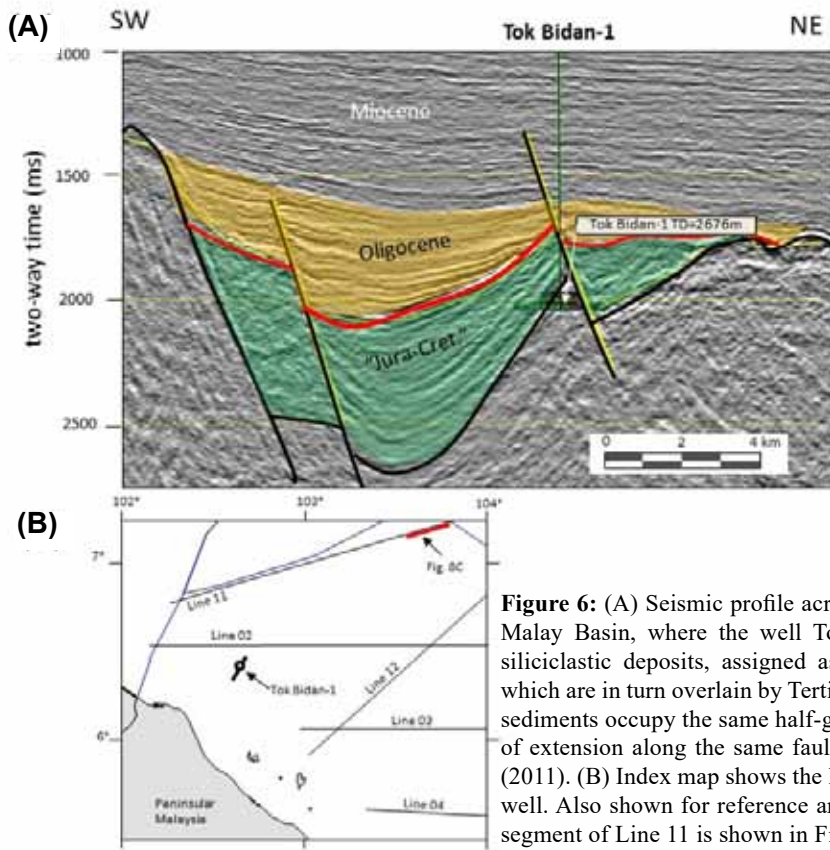 (A)
SW
Tok Bidan-1
NE
1000
Miocene
1500
Tok Bidan-1 TD=2676m
Oligocene
two-way time (ms)
2000
"Jura-Cret"
2500
0 2 4 km
(B)
102° 103° 104°
7°
Fig. 8C
Line 11
Line 02
Tok Bidan-1
Line 12
6°
Line 03
Peninsular
Malaysia
Line 04
Figure 6: (A) Seismic profile acr
Malay Basin, where the well To
siliciclastic deposits, assigned as
which are in turn overlain by Terti
sediments occupy the same half-g
of extension along the same faul
(2011). (B) Index map shows the
well. Also shown for reference ar
segment of Line 11 is shown in Fi